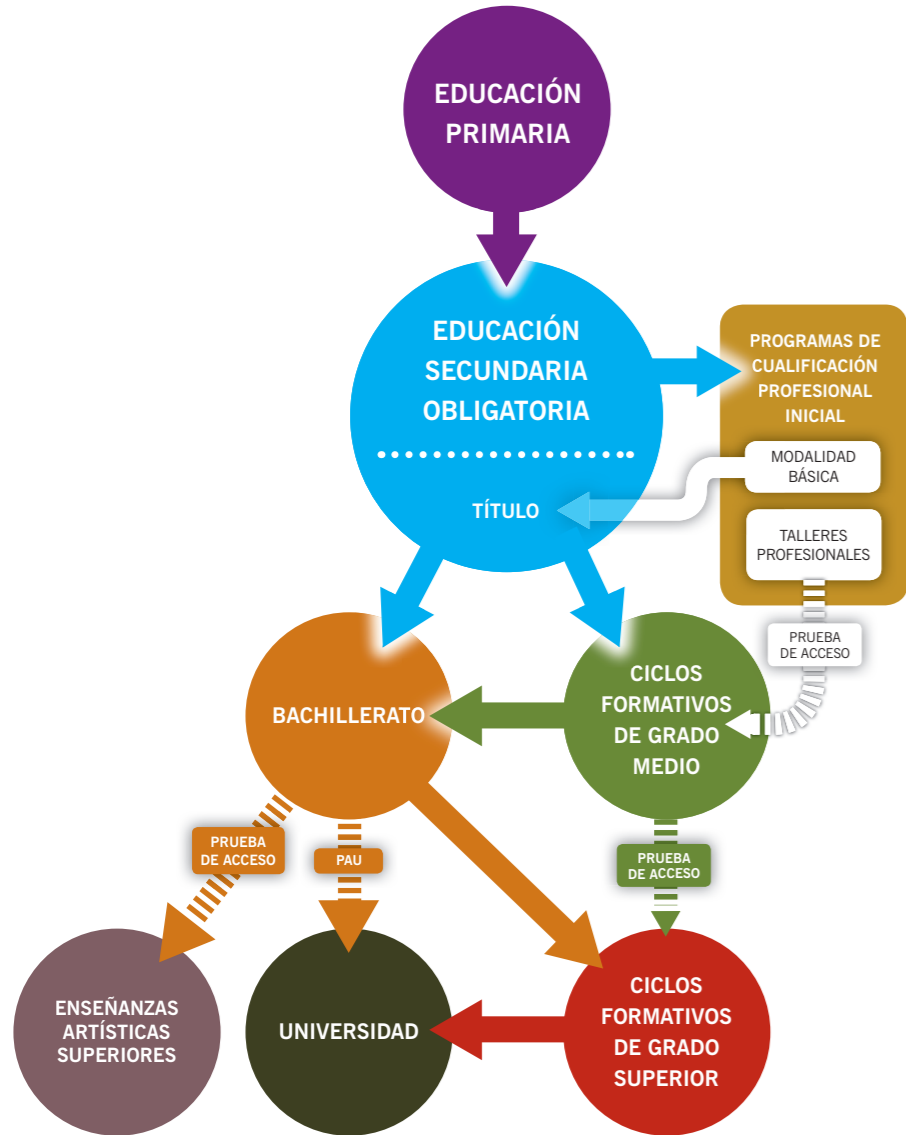 EDUCACIÓN
PRIMARIA
EDUCACIÓN
SECUNDARIA
OBLIGATORIA
TÍTULO
PROGRAMAS DE
CUALIFICACIÓN
PROFESIONAL
INICIAL
MODALIDAD
BÁSICA
TALLERES
PROFESIONALES
PRUEBA
DE ACCESO
BACHILLERATO
CICLOS
FORMATIVOS
DE GRADO
MEDIO
PRUEBA
DE ACCESO
PAU
PRUEBA
DE ACCESO
ENSEÑANZAS
ARTÍSTICAS
SUPERIORES
UNIVERSIDAD
CICLOS
FORMATIVOS
DE GRADO
SUPERIOR